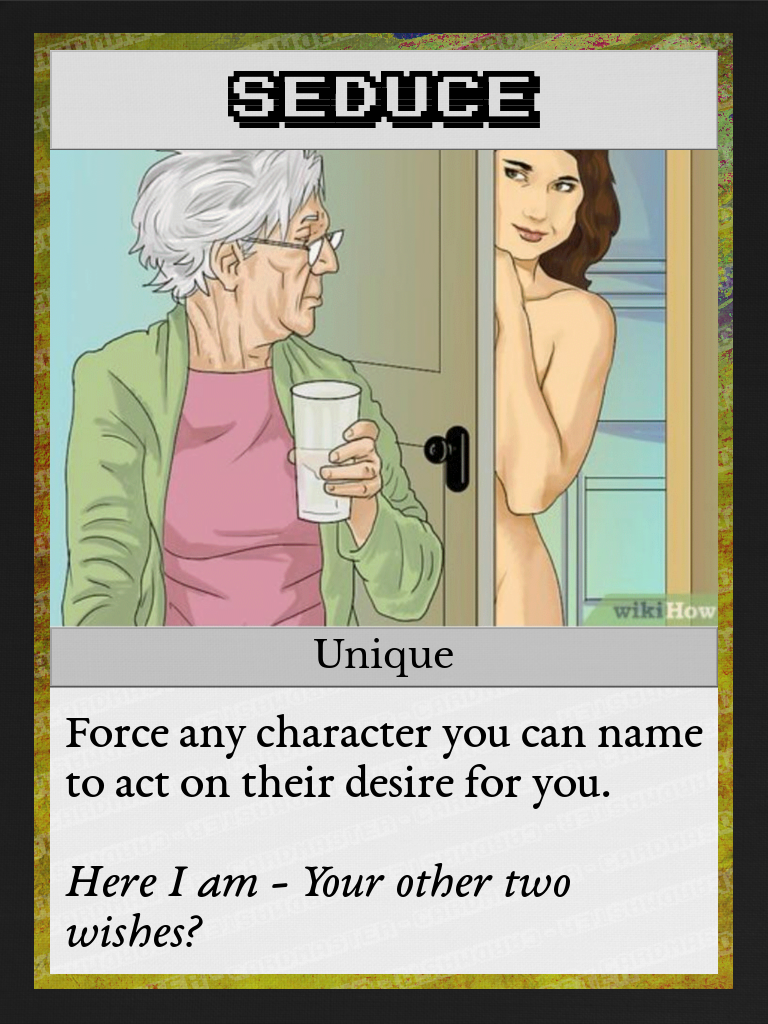 SEDUCE
wikiHow
Unique
Force any character you can name
to act on their desire for you.
Here I am - Your other two
wishes?